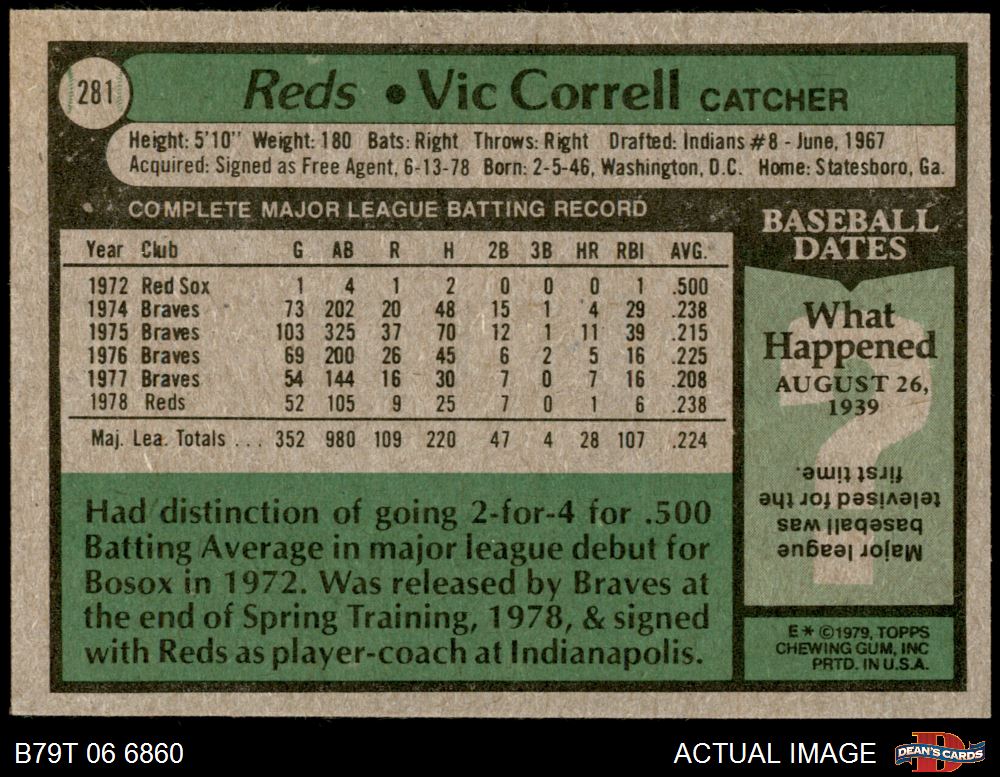 281
Reds • Vic Correll CATCHER
Height: 5'10" Weight: 180 Bats: Right Throws: Right Drafted: Indians #8 - June, 1967
Acquired: Signed as Free Agent, 6-13-78 Born: 2-5-46, Washington, D.C. Home: Statesboro, Ga.
COMPLETE MAJOR LEAGUE BATTING RECORD
Year Club G AB R H 2B 3B HR RBI AVG.
1972 Red Sox 1 4 1 2 0 0 0 1 .500
1974 Braves 73 202 20 48 15 1 4 29 .238
1975 Braves 103 325 37 70 12 1 11 39 .215
1976 Braves 69 200 26 45 6 2 5 16 .225
1977 Braves 54 144 16 30 7 0 7 16 .208
1978 Reds 52 105 9 25 7 0 1 6 .238
Maj. Lea. Totals ... 352 980 109 220 47 4 28 107 .224
Had distinction of going 2-for-4 for .500
Batting Average in major league debut for
Bosox in 1972. Was released by Braves at
the end of Spring Training, 1978, & signed
with Reds as player-coach at Indianapolis.
BASEBALL
DATES
What
Happened
AUGUST 26,
1939
?
Major league
baseball was
televised for the
first time.
E* ©1979, TOPPS
CHEWING GUM, INC
PRTD. IN U.S.A.
B79T 06 6860
ACTUAL IMAGE
D
DEAN'S CARDS